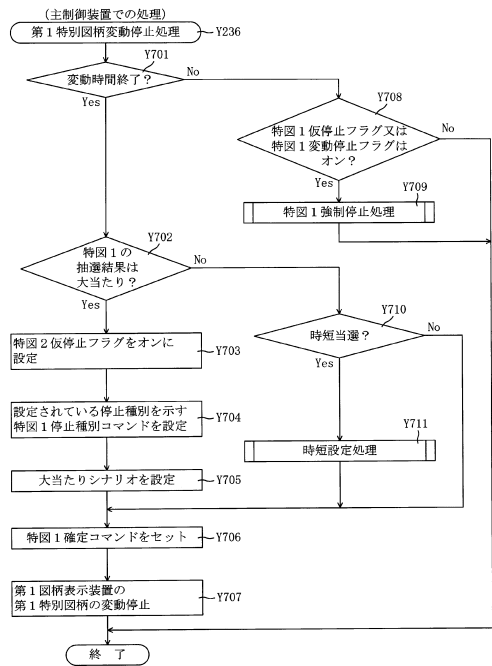 （主制御装置での処理）
第１特別図柄変動停止処理
Y236
Y701
変動時間終了？
No
Yes
Y708
特図１仮停止フラグ又は
特図１変動停止フラグは
オン？
No
Yes
Y709
特図１強制停止処理
Y702
特図１の
抽選結果は
大当たり？
No
Yes
Y710
時短当選？
No
Yes
特図２仮停止フラグをオンに
設定
Y703
設定されている停止種別を示す
特図１停止種別コマンドを設定
Y704
Y711
時短設定処理
大当たりシナリオを設定
Y705
特図１確定コマンドをセット
Y706
第１図柄表示装置の
第１特別図柄の変動停止
Y707
終 了